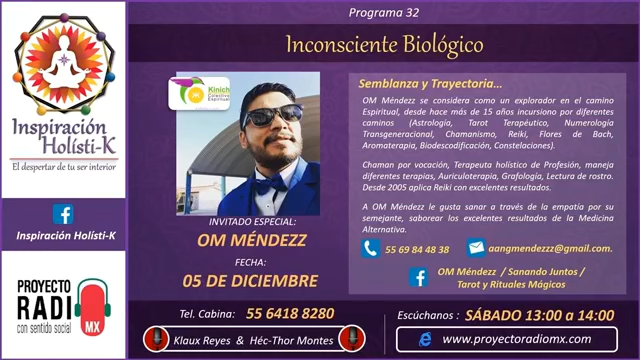 Programa 32
Inconsciente Biológico
Inspiración
Holísti-K
El despertar de tu ser interior
Inspiración Holísti-K
PROYECTO
RADI
con sentido social
MX
Kinich
Colectivo
Espiritual
INVITADO ESPECIAL:
OM MÉNDEZZ
FECHA:
05 DE DICIEMBRE
Semblanza y Trayectoria...
OM Méndezz se considera como un explorador en el camino
Espiritual, desde hace más de 15 años incursiono por diferentes
caminos (Astrologia, Tarot Terapéutico, Numerología
Transgeneracional, Chamanismo, Reiki, Flores de Bach,
Aromaterapia, Biodescodificación, Constelaciones).
Chaman por vocación, Terapeuta holístico de Profesión, maneja
diferentes terapias, Auriculoterapia, Grafología, Lectura de rostro.
Desde 2005 aplica Reiki con excelentes resultados.
A OM Méndezz le gusta sanar a través de la empatía por su
semejante, saborear los excelentes resultados de la Medicina
Alternativa.
55 69 84 48 38
aangmendezzz@gmail.com.
OM Méndezz / Sanando Juntos /
Tarot y Rituales Mágicos
Tel. Cabina: 55 6418 8280
Klaux Reyes & Héc-Thor Montes
Escúchanos : SÁBADO 13:00 a 14:00
www.proyectoradiomx.com/